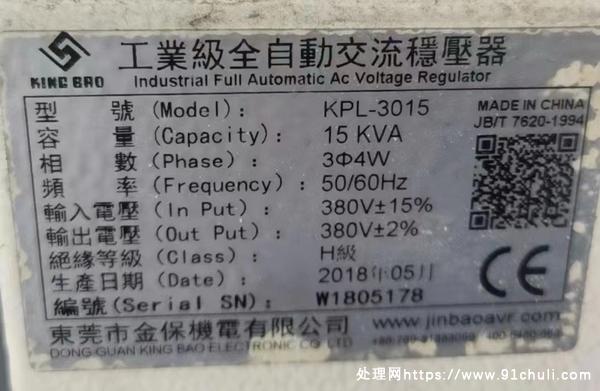 KING BAO
工業級全自動交流穩壓器
Industrial Full Automatic Ac Voltage Regulator
型 號 (Model): KPL-3015
MADE IN CHINA
JB/T 7620-1994
容 量 (Capacity): 15 KVA
相 數 (Phase): 3Φ4W
頻 率 (Frequency): 50/60Hz
輸入電壓 (In Put): 380V±15%
輸出電壓 (Out Put): 380V±2%
絕緣等級 (Class): H級
生產日期 (Date): 2018年05月
編號 (Serial SN): W1805178
CE
東莞市金保機電有限公司
www.jinbaoavr.com
DONG GUAN KING BAO ELECTRONIC CO LTD
处理网https://www.91chuli.com/